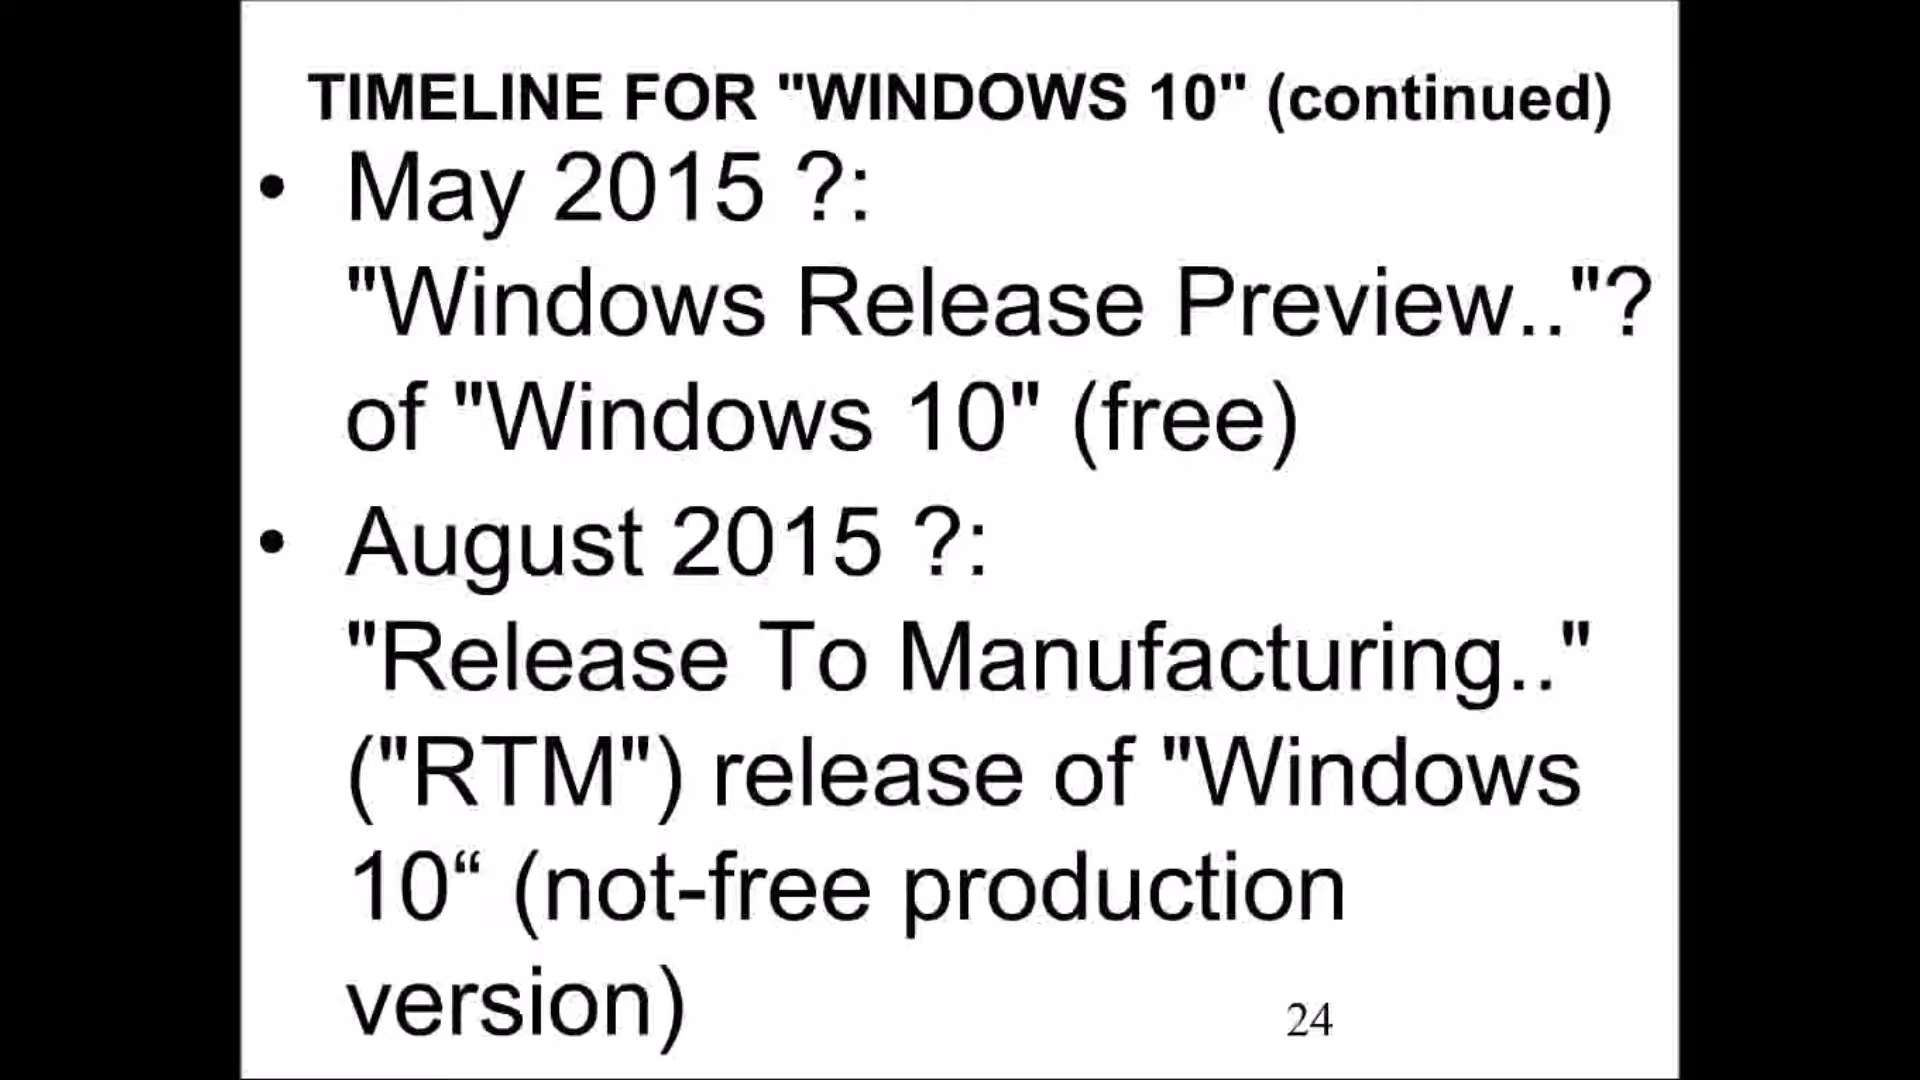 TIMELINE FOR "WINDOWS 10" (continued)
• May 2015 ?:
"Windows Release Preview.."?
of "Windows 10" (free)
• August 2015 ?:
"Release To Manufacturing.."
("RTM") release of "Windows
10“ (not-free production
version)
24